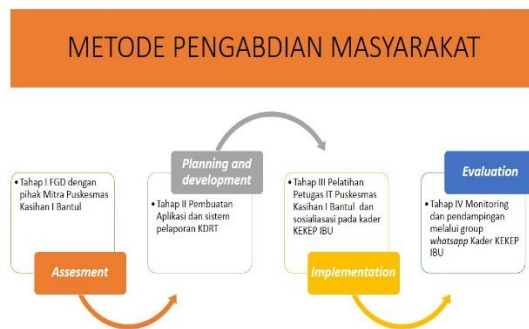 METODE PENGABDIAN MASYARAKAT
• Tahap I FGD dengan
pihak Mitra Puskesmas
Kasihan I Bantul
Assesment
Planning and
development
• Tahap II Pembuatan
Aplikasi dan sistem
pelaporan KDRT
• Tahap III Pelatihan
Petugas IT Puskesmas
Kasihan I Bantul dan
sosialiasasi pada kader
KEKEP IBU
Implementation
Evaluation
• Tahap IV Monitoring
dan pendampingan
melalui group
whatsapp Kader KEKEP
IBU